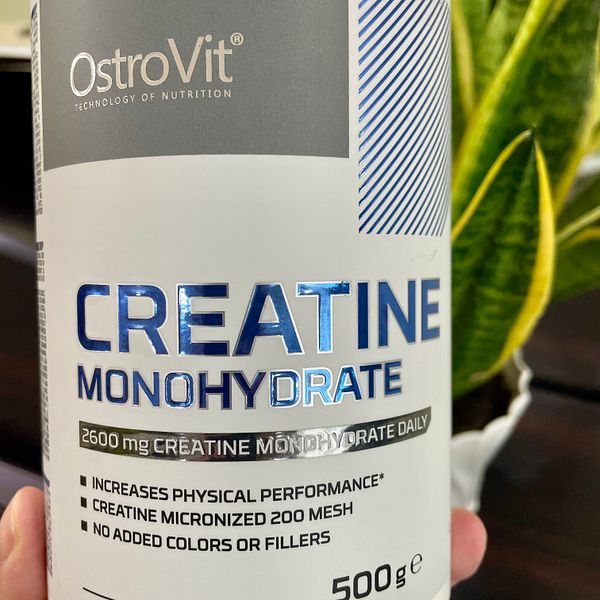 OstroVit®
TECHNOLOGY OF NUTRITION
CREATINE
MONOHYDRATE
2600 mg CREATINE MONOHYDRATE DAILY
■ INCREASES PHYSICAL PERFORMANCE*
■ CREATINE MICRONIZED 200 MESH
■ NO ADDED COLORS OR FILLERS
500g℮